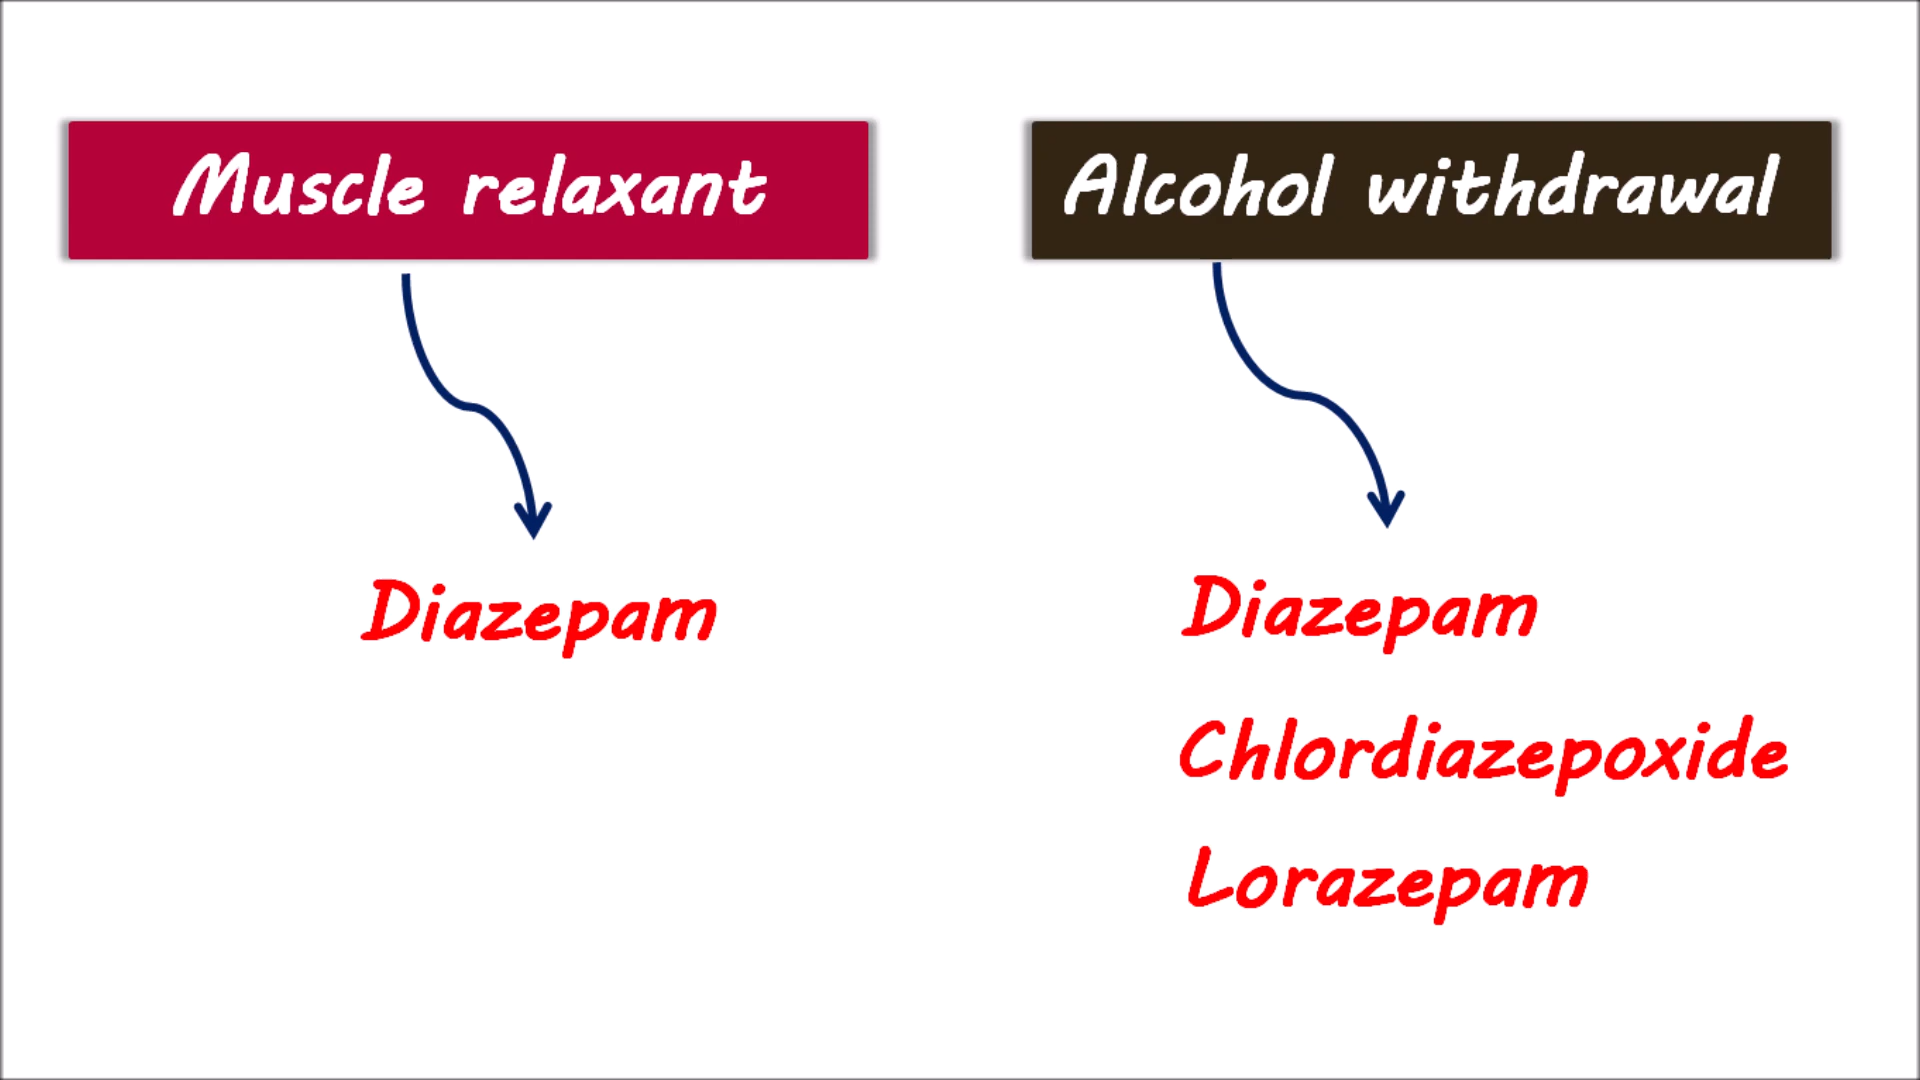 Muscle relaxant
Diazepam
Alcohol withdrawal
Diazepam
Chlordiazepoxide
Lorazepam